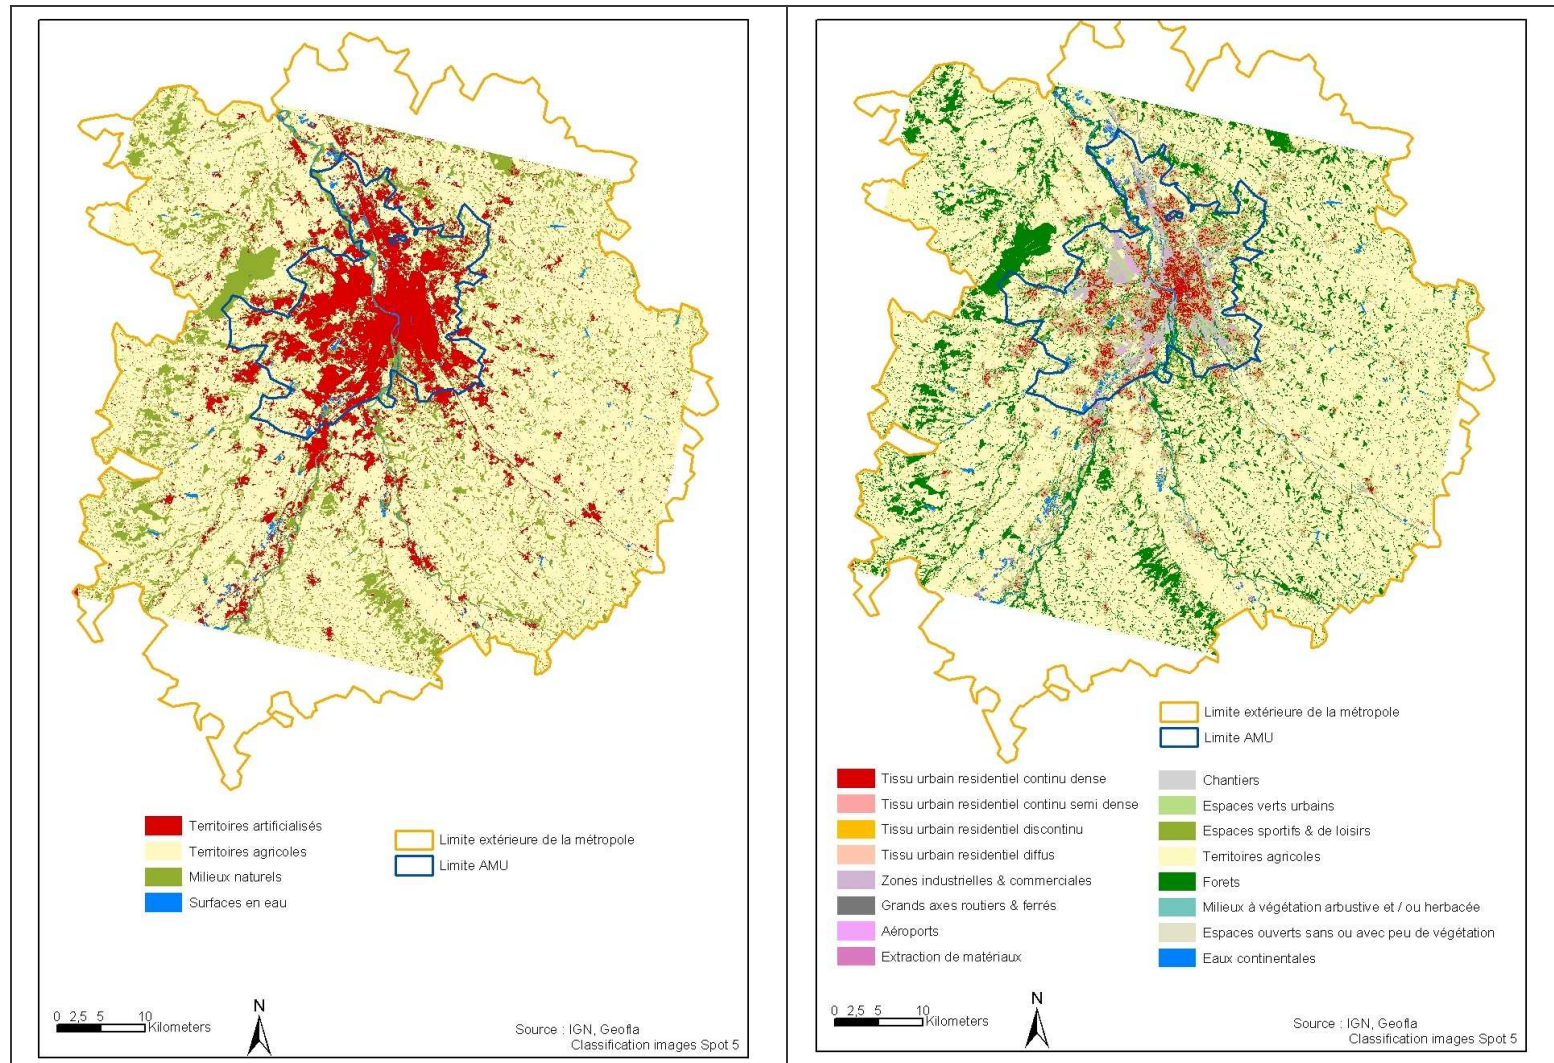 Territoires artificialisés
Territoires agricoles
Milieux naturels
Surfaces en eau
Limite extérieure de la métropole
Limite AMU
0 2,5 5 10
Kilometers
N
Source : IGN, Geofla
Classification images Spot 5
Limite extérieure de la métropole
Limite AMU
Tissu urbain residentiel continu dense
Tissu urbain residentiel continu semi dense
Tissu urbain residentiel discontinu
Tissu urbain residentiel diffus
Zones industrielles & commerciales
Grands axes routiers & ferrés
Aéroports
Extraction de matériaux
Chantiers
Espaces verts urbains
Espaces sportifs & de loisirs
Territoires agricoles
Forets
Milieux à végétation arbustive et / ou herbacée
Espaces ouverts sans ou avec peu de végétation
Eaux continentales
0 2,5 5 10
Kilometers
N
Source : IGN, Geofla
Classification images Spot 5